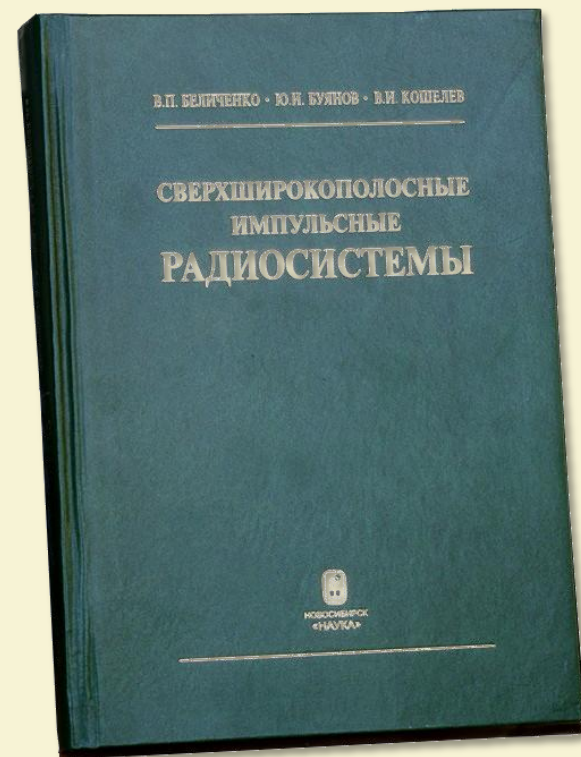 В.П. БЕЛИЧЕНКО • Ю.И. БУЯНОВ • В.И. КОШЕЛЕВ
СВЕРХШИРОКОПОЛОСНЫЕ
ИМПУЛЬСНЫЕ
РАДИОСИСТЕМЫ
НОВОСИБИРСК
«НАУКА»